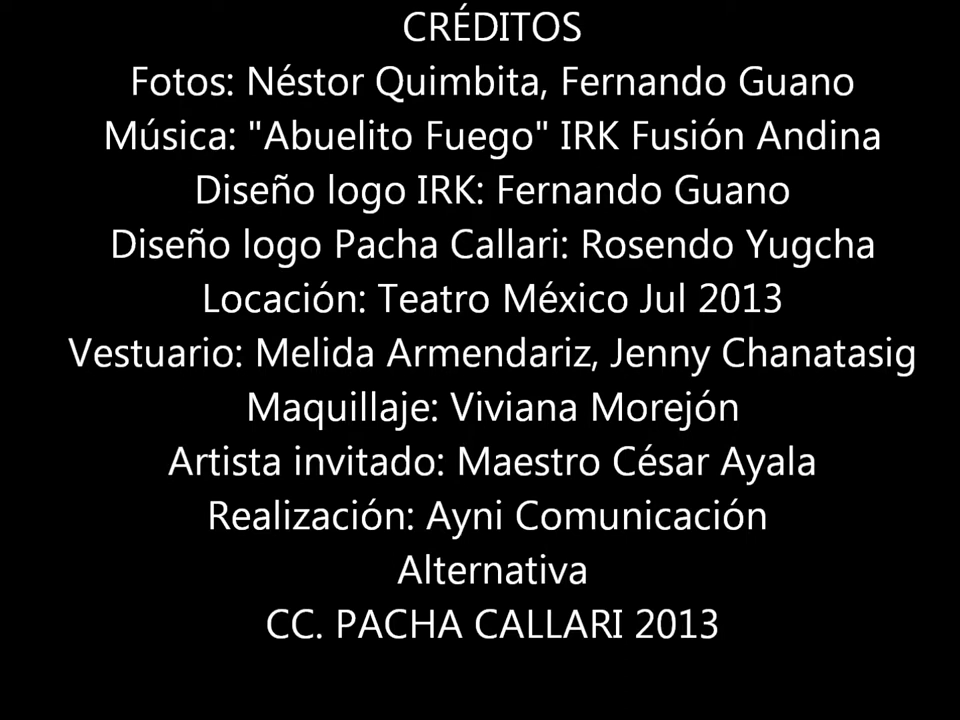 CRÉDITOS
Fotos: Néstor Quimbita, Fernando Guano
Música: "Abuelito Fuego" IRK Fusión Andina
Diseño logo IRK: Fernando Guano
Diseño logo Pacha Callari: Rosendo Yugcha
Locación: Teatro México Jul 2013
Vestuario: Melida Armendariz, Jenny Chanatasig
Maquillaje: Viviana Morejón
Artista invitado: Maestro César Ayala
Realización: Ayni Comunicación
Alternativa
CC. PACHA CALLARI 2013